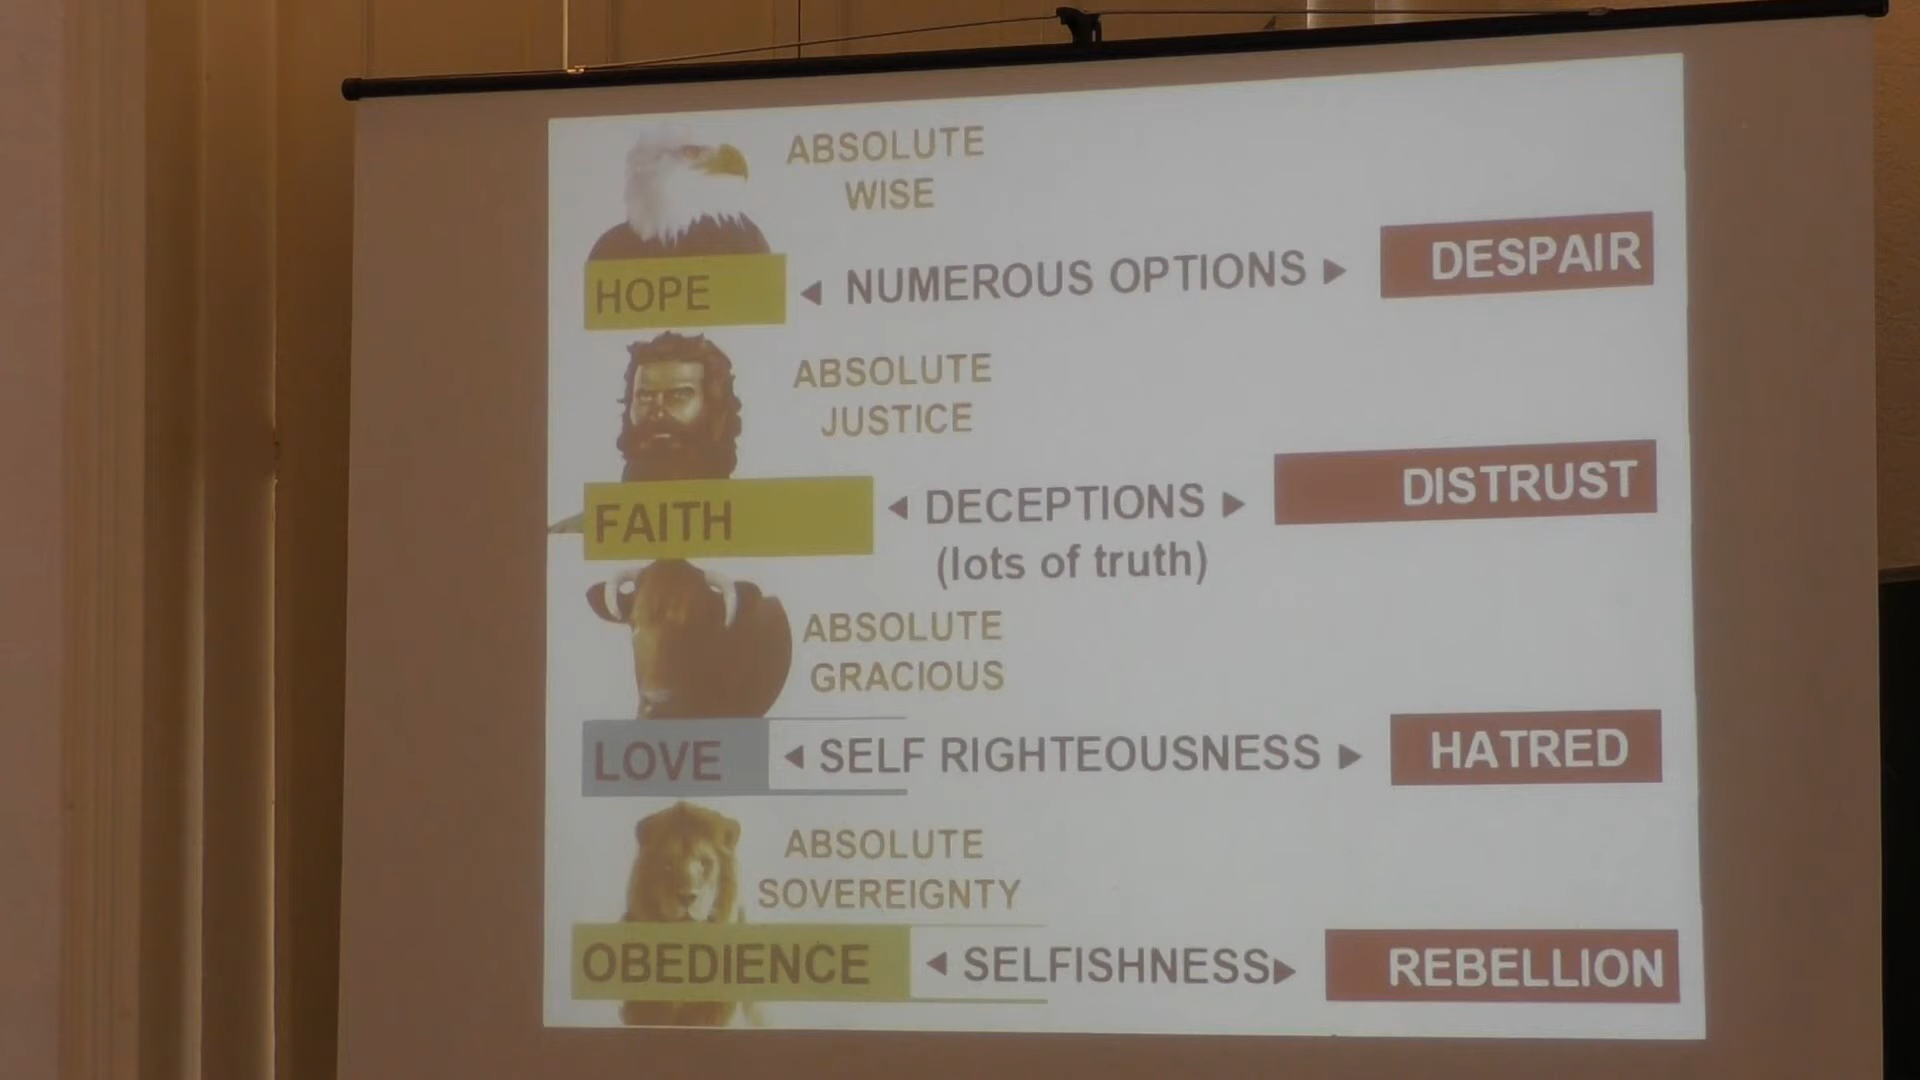 ABSOLUTE
WISE
HOPE ◄ NUMEROUS OPTIONS ► DESPAIR
ABSOLUTE
JUSTICE
FAITH ◄ DECEPTIONS ► DISTRUST
(lots of truth)
ABSOLUTE
GRACIOUS
LOVE ◄ SELF RIGHTEOUSNESS ► HATRED
ABSOLUTE
SOVEREIGNTY
OBEDIENCE ◄ SELFISHNESS► REBELLION